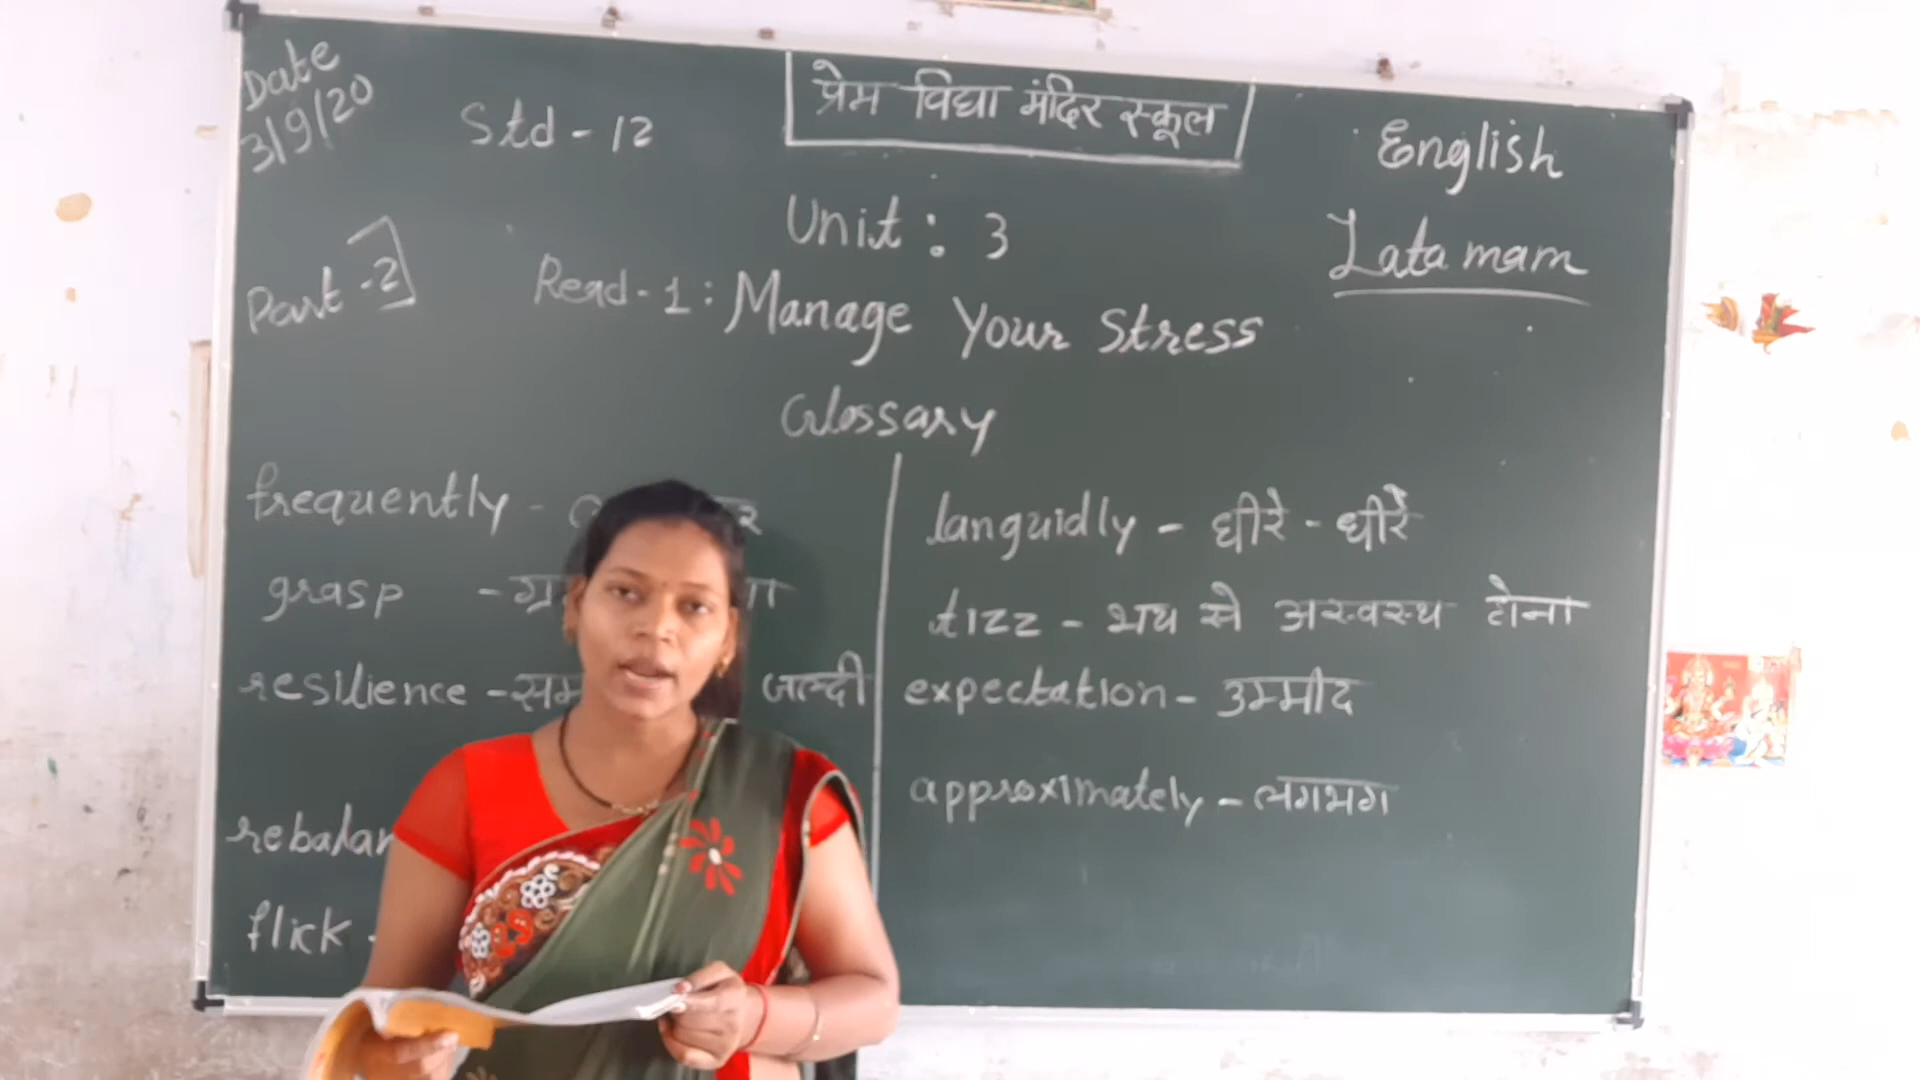 Date
3/9/20
Std - 12
प्रेम विद्या मंदिर स्कूल
English
Lata mam
Unit : 3
Part - 2
Read - 1 : Manage Your Stress
Glossary
frequently -
grasp -
resilience - जल्दी
flick -
languidly - धीरे - धीरे
tizz - भय से अस्वस्थ होना
expectation - उम्मीद
approximately - लगभग